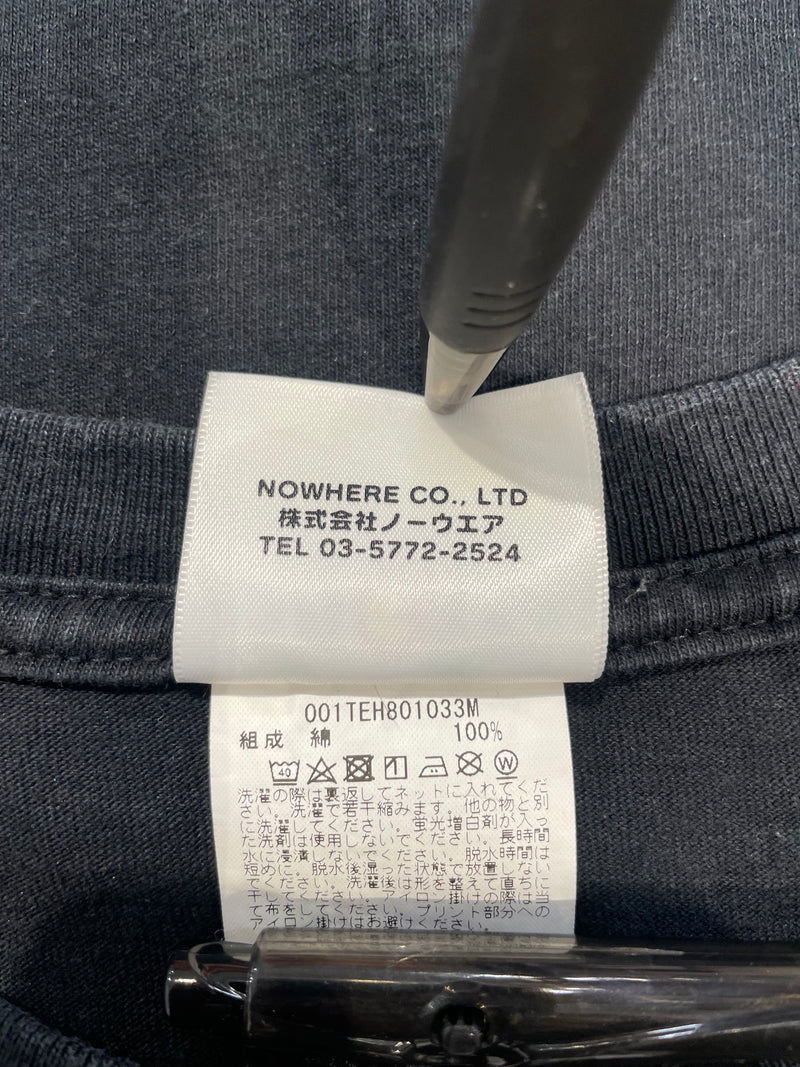 NOWHERE CO., LTD
株式会社ノーウエア
TEL 03-5772-2524
001TEH801033M
組成 綿 100%
40 W
洗濯の際は裏返してネットに入れてくだ
さい。洗濯で若干縮みます。他の物と別
に洗濯してください。蛍光増白剤が入っ
た洗剤は使用しないでください。長時間
水に浸漬しないでください。脱水時間は
短めに。脱水後湿った状態で放置しない
でください。洗濯後は形を整えて直ちに
干してください。アイロン掛けの際は当
て布をしてください。プリント部分への
アイロン掛けはお避けください。